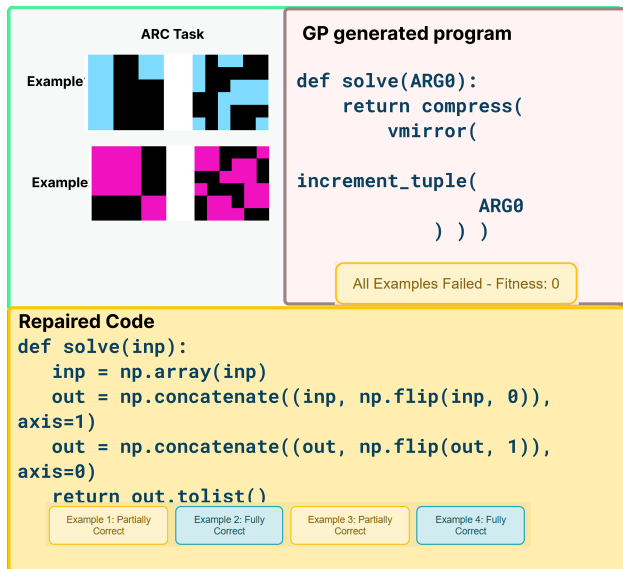 ARC Task
Example
Example
GP generated program
def solve(ARG0):
return compress(
vmirror(
increment_tuple(
ARG0
) ) )
All Examples Failed - Fitness: 0
Repaired Code
def solve(inp):
inp = np.array(inp)
out = np.concatenate((inp, np.flip(inp, 0)),
axis=1)
out = np.concatenate((out, np.flip(out, 1)),
axis=0)
return out.tolist()
Example 1: Partially
Correct
Example 2: Fully
Correct
Example 3: Partially
Correct
Example 4: Fully
Correct